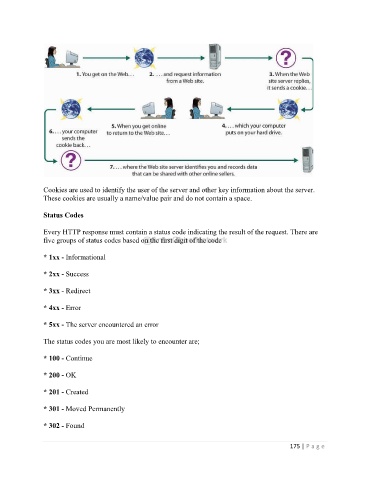 1. You get on the Web. . .
2. . . . and request information
from a Web site.
3. When the Web
site server replies,
it sends a cookie. . .
4. . . . which your computer
puts on your hard drive.
5. When you get online
to return to the Web site. . .
6. . . . your computer
sends the
cookie back. . .
7. . . . where the Web site server identifies you and records data
that can be shared with other online sellers.
?
?
Cookies are used to identify the user of the server and other key information about the server.
These cookies are usually a name/value pair and do not contain a space.
Status Codes
Every HTTP response must contain a status code indicating the result of the request. There are
five groups of status codes based on the first digit of the code
* 1xx - Informational
* 2xx - Success
* 3xx - Redirect
* 4xx - Error
* 5xx - The server encountered an error
The status codes you are most likely to encounter are;
* 100 - Continue
* 200 - OK
* 201 - Created
* 301 - Moved Permanently
* 302 - Found
175 | P a g e